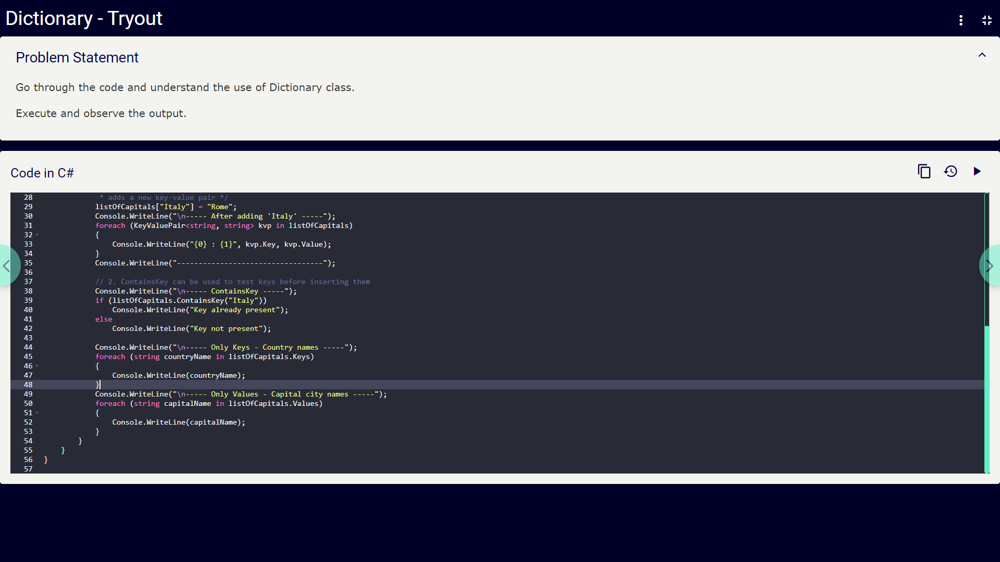 Dictionary - Tryout
Problem Statement
Go through the code and understand the use of Dictionary class.
Execute and observe the output.
Code in C#
28             * adds a new key-value pair */
29            listOfCapitals["Italy"] = "Rome";
30            Console.WriteLine("\n----- After adding 'Italy' -----");
31            foreach (KeyValuePair<string, string> kvp in listOfCapitals)
32            {
33                Console.WriteLine("{0} : {1}", kvp.Key, kvp.Value);
34            }
35            Console.WriteLine("----------------------------------");
36
37            // 2. ContainsKey can be used to test keys before inserting them
38            Console.WriteLine("\n----- ContainsKey -----");
39            if (listOfCapitals.ContainsKey("Italy"))
40                Console.WriteLine("Key already present");
41            else
42                Console.WriteLine("Key not present");
43
44            Console.WriteLine("\n----- Only Keys - Country names -----");
45            foreach (string countryName in listOfCapitals.Keys)
46            {
47                Console.WriteLine(countryName);
48            }
49            Console.WriteLine("\n----- Only Values - Capital city names -----");
50            foreach (string capitalName in listOfCapitals.Values)
51            {
52                Console.WriteLine(capitalName);
53            }
54        }
55    }
56 }
57